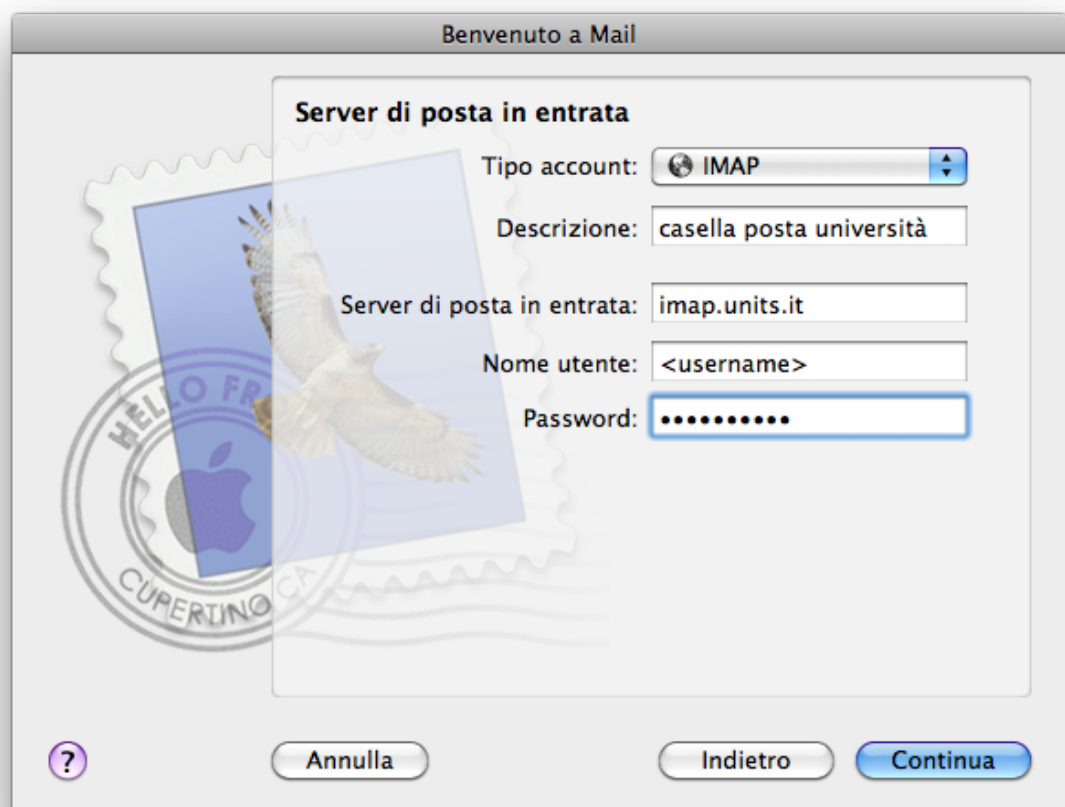 Benvenuto a Mail
Server di posta in entrata
Tipo account: IMAP
Descrizione: casella posta università
Server di posta in entrata: imap.units.it
Nome utente: <username>
Password: ••••••••••
HELLO FR
CUPERTINO CA
? Annulla Indietro Continua